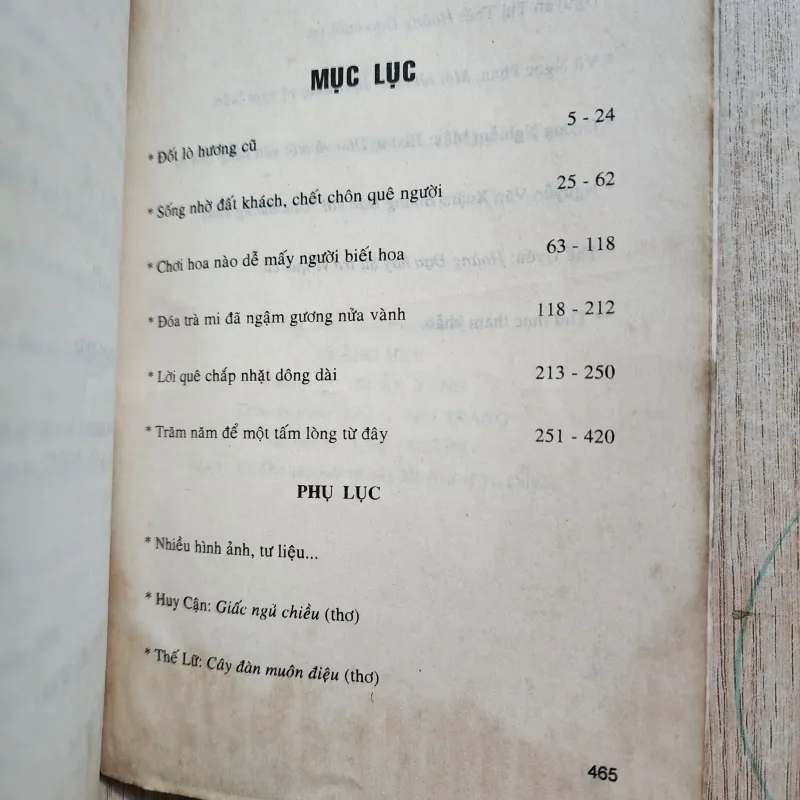 MỤC LỤC
* Đốt lò hương cũ 5 - 24
* Sống nhờ đất khách, chết chôn quê người 25 - 62
* Chơi hoa nào dễ mấy người biết hoa 63 - 118
* Đóa trà mi đã ngậm gương nửa vành 118 - 212
* Lời quê chấp nhặt dông dài 213 - 250
* Trăm năm để một tấm lòng từ đây 251 - 420
PHỤ LỤC
* Nhiều hình ảnh, tư liệu...
* Huy Cận: Giấc ngủ chiều (thơ)
* Thế Lữ: Cây đàn muôn điệu (thơ)
465